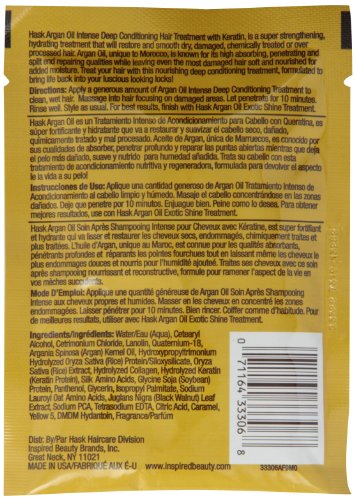 Hask Argan Oil Intense Deep Conditioning Hair Treatment with Keratin, is a super strengthening,
hydrating treatment that will restore and smooth dry, damaged, chemically treated or over
processed hair. Argan Oil, unique to Morocco, is known for its high absorbing, penetrating and
split end repairing qualities while leaving even the most damaged hair soft and nourished for
added moisture. Treat your hair with this nourishing deep conditioning treatment, formulated to
bring life back into your luscious looking locks!
Directions: Apply a generous amount of Argan Oil Intense Deep Conditioning Treatment to
clean, wet hair. Massage into hair focusing on damaged ends. Let penetrate for 10 minutes.
Rinse well. Style as usual. For best results, finish with Hask Argan Oil Exotic Shine Treatment.
Hask Argan Oil es un Tratamiento Intenso de Acondicionamiento para Cabello con Queratina, es
súper fortificante y hidratante que va a restaurar y suavizar el cabello seco, dañado,
químicamente tratado y mal procesado. Aceite de Argan, única de Marruecos, es conocido por
sus cualidades de absorber, penetrar profundo y reparar las puntas abiertas mientras que deja
el pelo más dañado, suave y nutrido para humedad añadida. Trata su cabello con esta
tratamiento de acondicionamiento nutritiva y regeneradora, formulada para devolver el aspecto
le la vida a su pelo!
Instrucciones de Uso: Aplique una cantidad generoso de Argan Oil Tratamiento Intenso de
Acondicionamiento al cabello limpio y húmedo. Masaje el cabello concentrándose en las zonas
dañados. Deje que penetre por 10 minutos. Enjuague bien. Peine como lo desea. Para obtener
mejores resultados, use con Hask Argan Oil Exotic Shine Treatment.
Hask Argan Oil Soin Après Shampooing Intense pour Cheveux avec Kératine, est super fortifiant
et hydrante qui va lisser et restaurer les cheveux secs, endommagés, chimiquement traites et
plus traites. L'huile d'Argan, unique au Maroc, est connue pour les qualités absorbants,
pénétrants profonds et réparants les pointes fourchues tout en laissant même les cheveux le
plus endommagés douces et nourris pour l'humidité ajoutée. Traits os cheveux avec ce soin
après shampooing nourrissant et reconstructive, formule pour ramener l'aspect de la vie en
vos mèches succulents.
Mode D'Emploi: Applique une quantité généreuse de Argan Oil Soin Après Shampooing
Intense aux cheveux propres et humides. Masser en cheveux en concentré les zones
endommagées. Laisser pénétrer pour 10 minutes. Bien rincer. Coiffer comme d'habitude. Pour
de meilleures resultats, utiliser avec Hask Argan Oil Exotic Shine Treatment.
Ingredients/ingrédients: Water/Eau (Aqua), Cetearyl
Alcohol, Cetrimonium Chloride, Lanolin, Quaternium-18,
Argania Spinosa (Argan) Kernel Oil, Hydroxypropyltrimonium
Hydrolyzed Oryza Sativa (Rice) Protein/Siloxysilicate, Oryza
Sativa (Rice) Extract, Hydrolyzed Collagen, Hydrolyzed Keratin
(Keratin Protein), Silk Amino Acids, Glycine Soja (Soybean)
Protein, Panthenol, Glycerin, Isopropyl Palmitate, Sodium
Lauroyl Oat Amino Acids, Juglans Nigra (Black Walnut) Leaf
Extract, Sodium PCA, Tetrasodium EDTA, Citric Acid, Caramel,
Yellow 5, DMDM Hydantoin, Fragrance (Parfum)
Distr. By/Par Hask Haircare Division
Inspired Beauty Brands, Inc.
Great Neck, NY 11021
MADE IN USA/FABRIQUÉ AUX É-U
www.inspiredbeauty.com
33306AF0M0
0 71164 33306 8